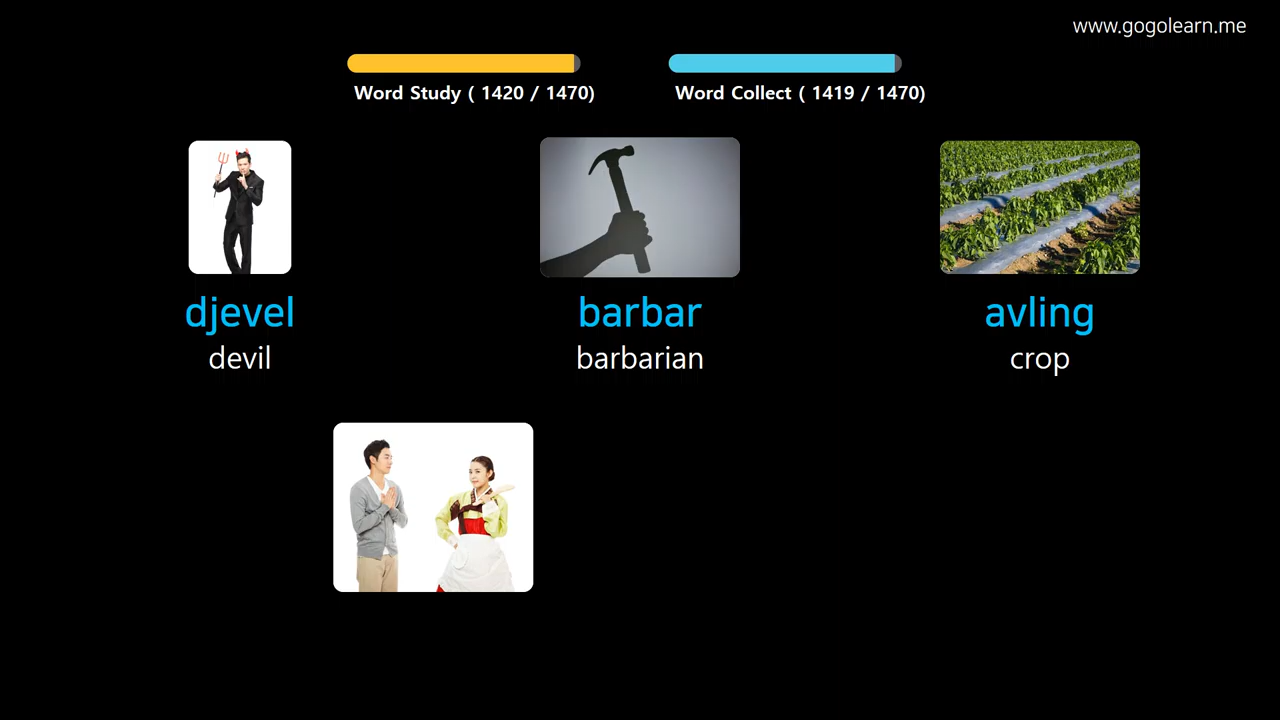 www.gogolearn.me
Word Study ( 1420 / 1470)
Word Collect ( 1419 / 1470)
djevel
barbar
avling
devil
barbarian
crop